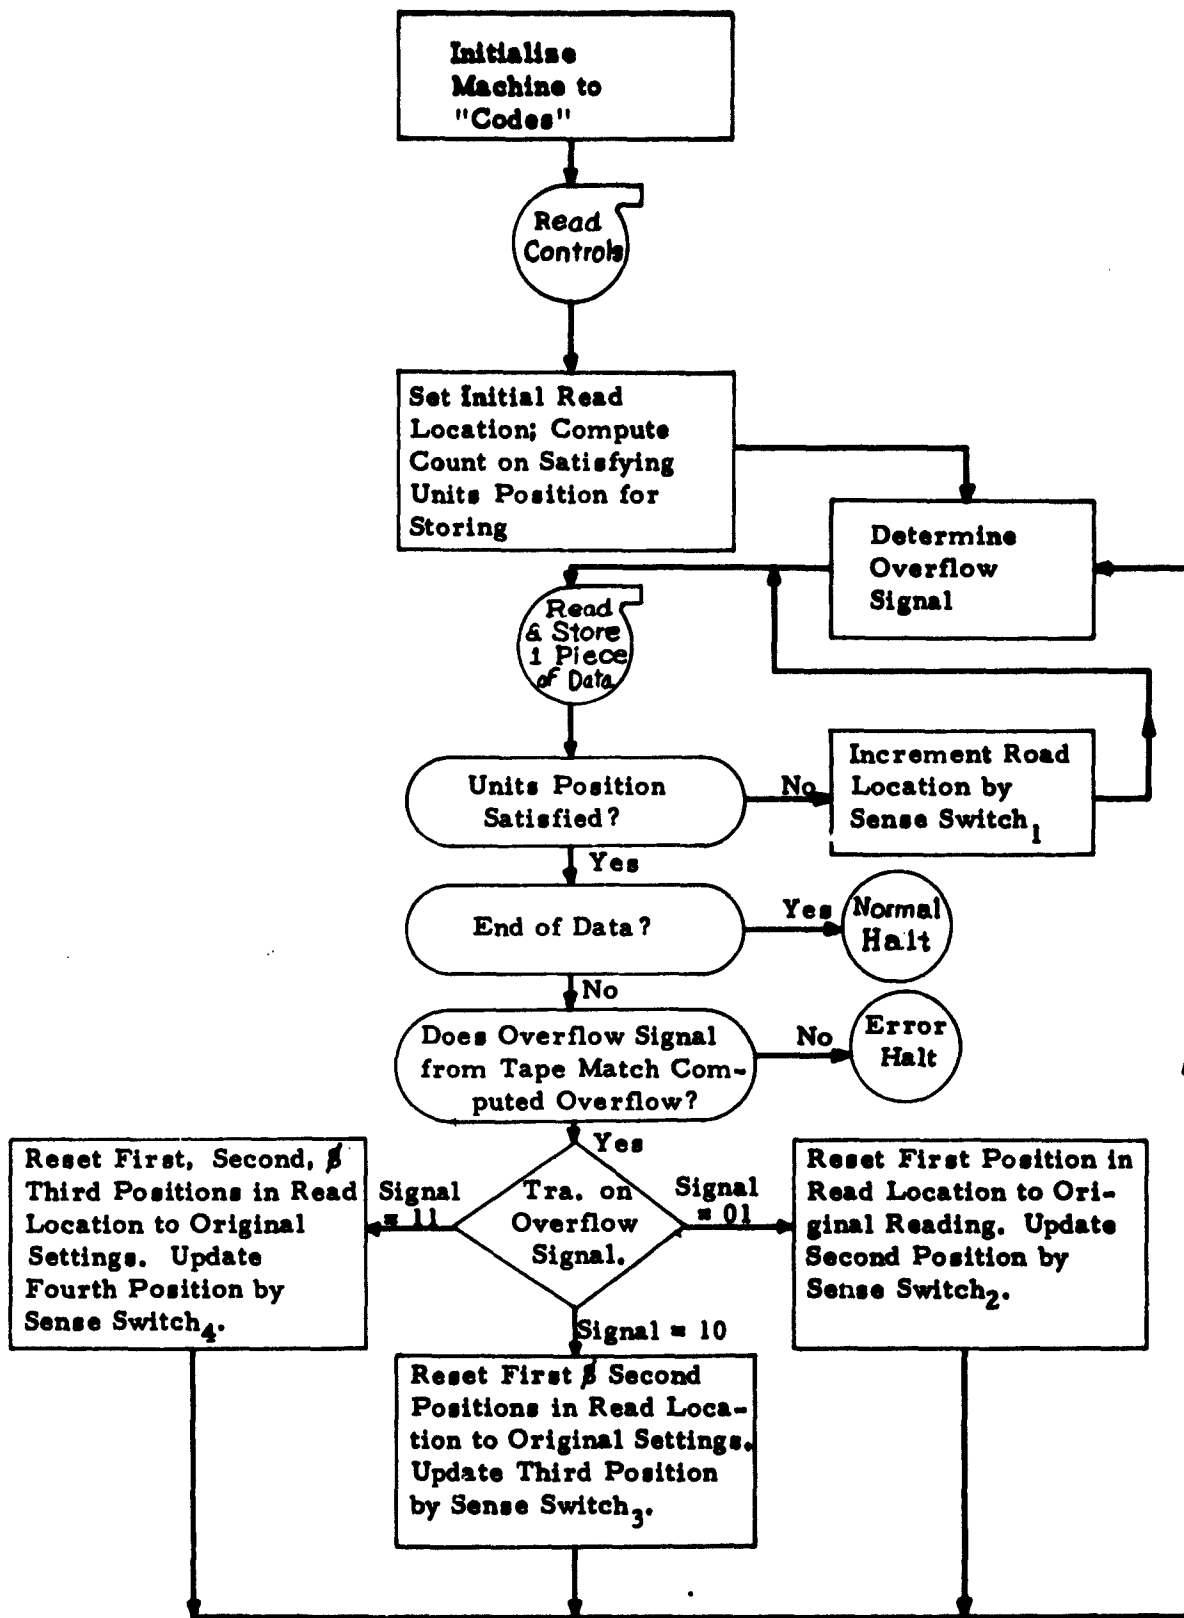 Initialize
Machine to
"Codes"
Read
Controls
Set Initial Read
Location; Compute
Count on Satisfying
Units Position for
Storing
Determine
Overflow
Signal
Read
& Store
1 Piece
of Data
Units Position
Satisfied?
No
Increment Road
Location by
Sense Switch1
Yes
End of Data?
Yes
Normal
Halt
No
Does Overflow Signal
from Tape Match Com-
puted Overflow?
No
Error
Halt
Yes
Tra. on
Overflow
Signal.
Signal
= 11
Signal
= 01
Signal = 10
Reset First, Second, &
Third Positions in Read
Location to Original
Settings. Update
Fourth Position by
Sense Switch4.
Reset First & Second
Positions in Read Loca-
tion to Original Settings.
Update Third Position
by Sense Switch3.
Reset First Position in
Read Location to Ori-
ginal Reading. Update
Second Position by
Sense Switch2.